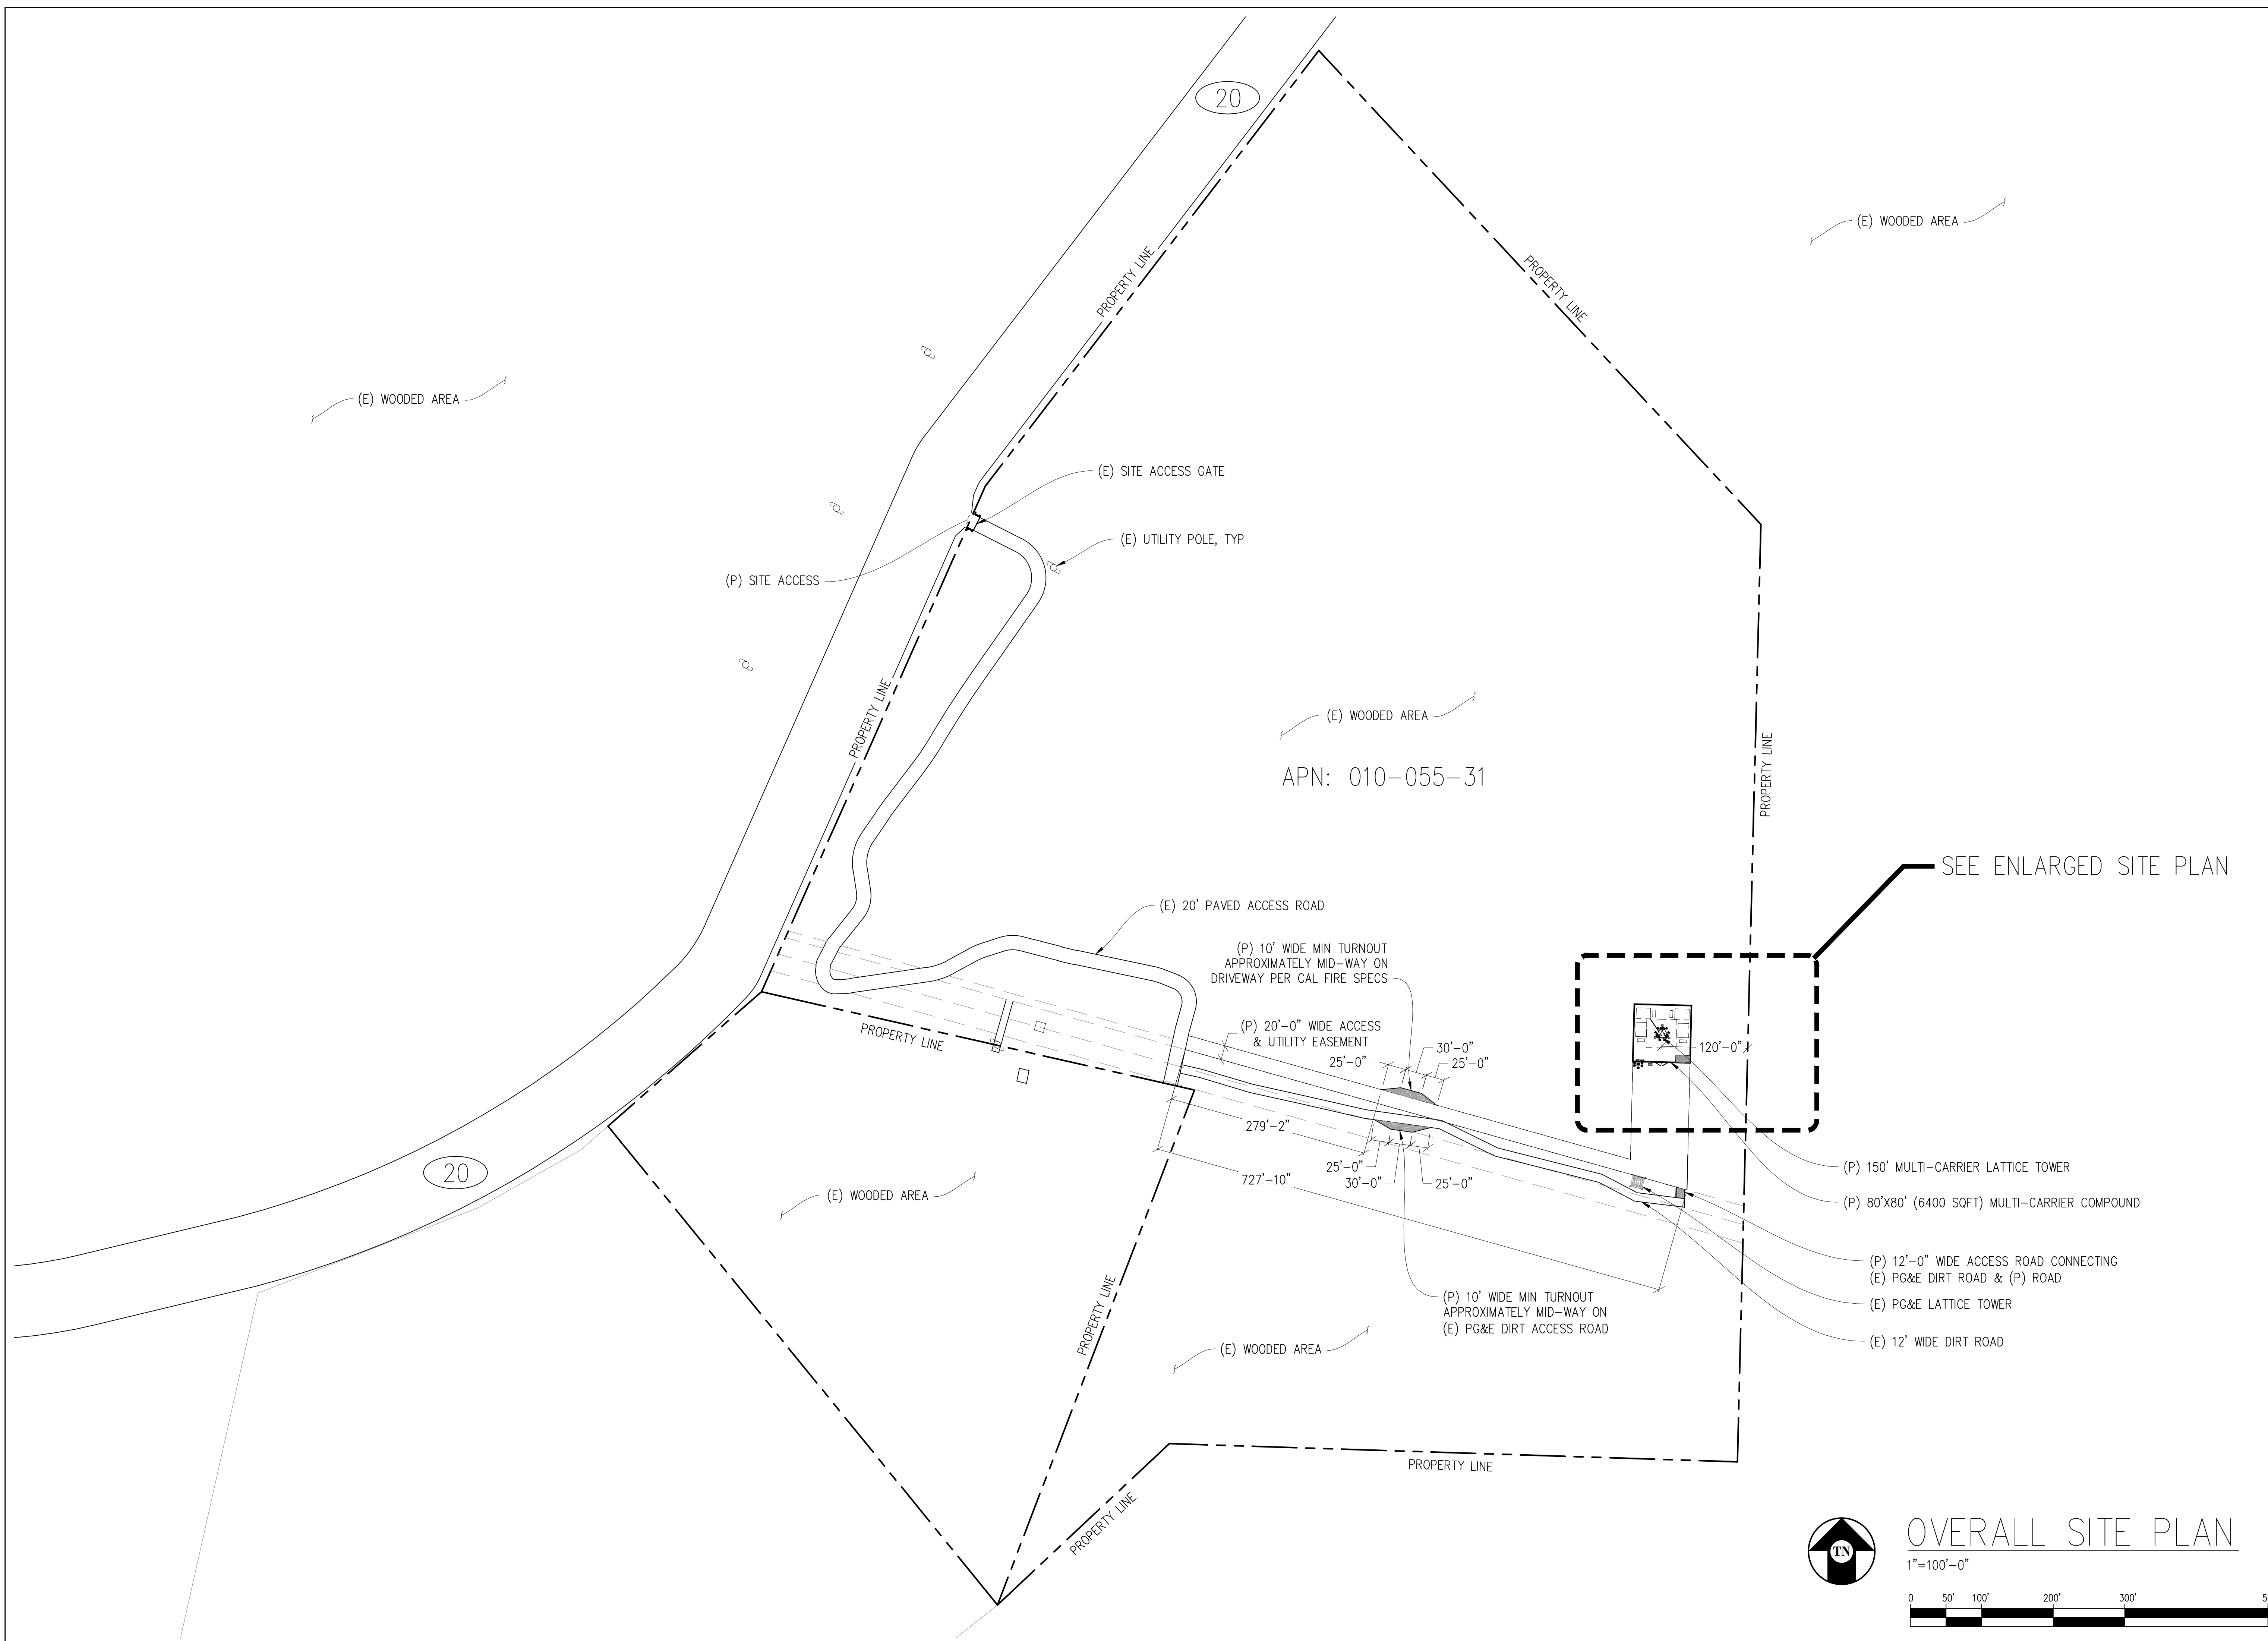 20
(E) WOODED AREA
PROPERTY LINE
PROPERTY LINE
(E) WOODED AREA
(E) SITE ACCESS GATE
(E) UTILITY POLE, TYP
(P) SITE ACCESS
PROPERTY LINE
(E) WOODED AREA
APN: 010-055-31
PROPERTY LINE
SEE ENLARGED SITE PLAN
(E) 20' PAVED ACCESS ROAD
(P) 10' WIDE MIN TURNOUT
APPROXIMATELY MID-WAY ON
DRIVEWAY PER CAL FIRE SPECS
(P) 20'-0" WIDE ACCESS
& UTILITY EASEMENT
PROPERTY LINE
25'-0"
30'-0"
25'-0"
120'-0"
279'-2"
727'-10"
25'-0"
30'-0"
25'-0"
20
(E) WOODED AREA
(P) 150' MULTI-CARRIER LATTICE TOWER
(P) 80'X80' (6400 SQFT) MULTI-CARRIER COMPOUND
(P) 12'-0" WIDE ACCESS ROAD CONNECTING
(E) PG&E DIRT ROAD & (P) ROAD
(E) PG&E LATTICE TOWER
(E) 12' WIDE DIRT ROAD
(P) 10' WIDE MIN TURNOUT
APPROXIMATELY MID-WAY ON
(E) PG&E DIRT ACCESS ROAD
PROPERTY LINE
(E) WOODED AREA
PROPERTY LINE
PROPERTY LINE
TN
OVERALL SITE PLAN
1"=100'-0"
0 50' 100' 200' 300'